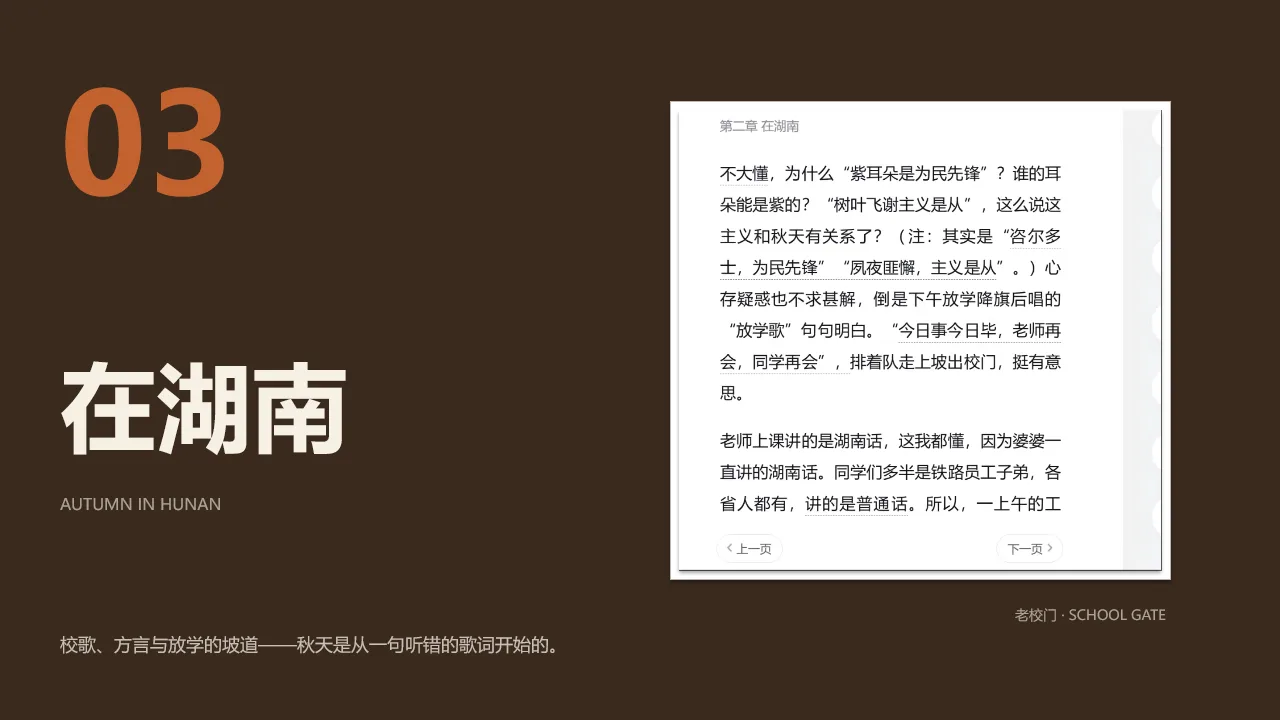 03
在湖南
AUTUMN IN HUNAN
校歌、方言与放学的坡道——秋天是从一句听错的歌词开始的。
第二章 在湖南
不大懂，为什么“紫耳朵是为民先锋”？谁的耳
朵能是紫的？“树叶飞谢主义是从”，这么说这
主义和秋天有关系了？（注：其实是“咨尔多
士，为民先锋”“夙夜匪懈，主义是从”。）心
存疑惑也不求甚解，倒是下午放学降旗后唱的
“放学歌”句句明白。“今日事今日毕，老师再
会，同学再会”，排着队走上坡出校门，挺有意
思。
老师上课讲的是湖南话，这我都懂，因为婆婆一
直讲的湖南话。同学们多半是铁路员工子弟，各
省人都有，讲的是普通话。所以，一上午的工
上一页
下一页
老校门 · SCHOOL GATE